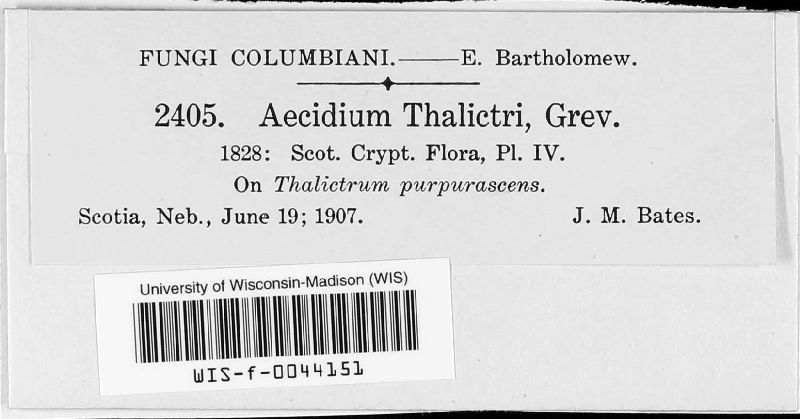 FUNGI COLUMBIANI.——E. Bartholomew.
2405. Aecidium Thalictri, Grev.
1828: Scot. Crypt. Flora, Pl. IV.
On Thalictrum purpurascens.
Scotia, Neb., June 19; 1907. J. M. Bates.
University of Wisconsin-Madison (WIS)
WIS-f-0044151